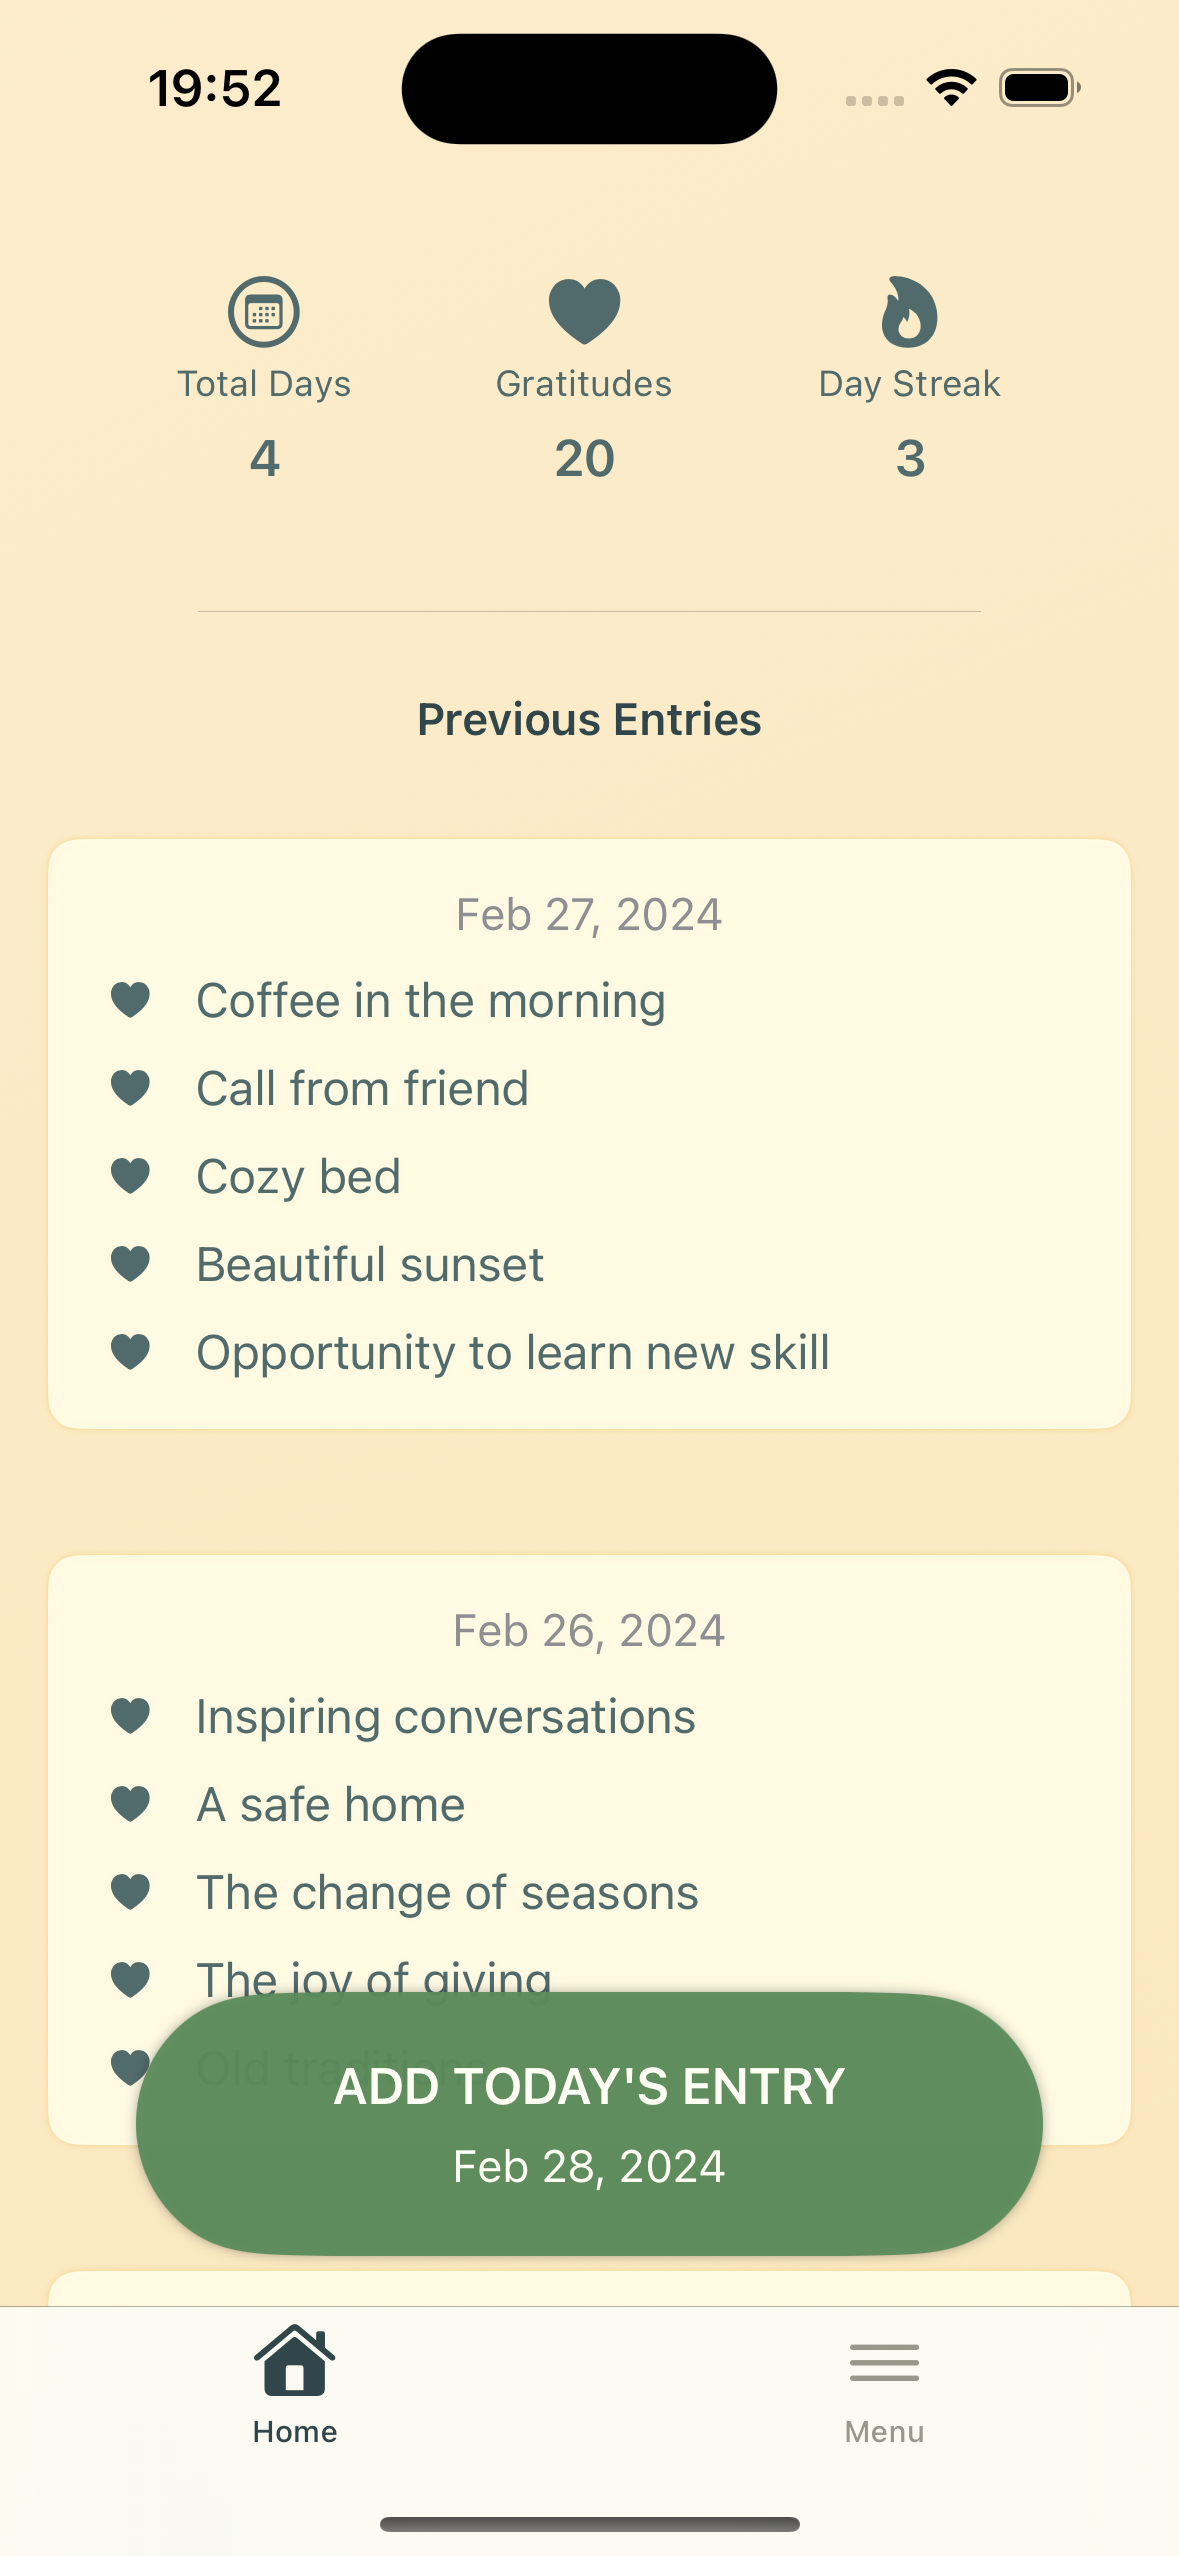 19:52
Total Days
Gratitudes
Day Streak
4
20
3
Previous Entries
Feb 27, 2024
Coffee in the morning
Call from friend
Cozy bed
Beautiful sunset
Opportunity to learn new skill
Feb 26, 2024
Inspiring conversations
A safe home
The change of seasons
The joy of giving
Old traditions
ADD TODAY'S ENTRY
Feb 28, 2024
Home
Menu